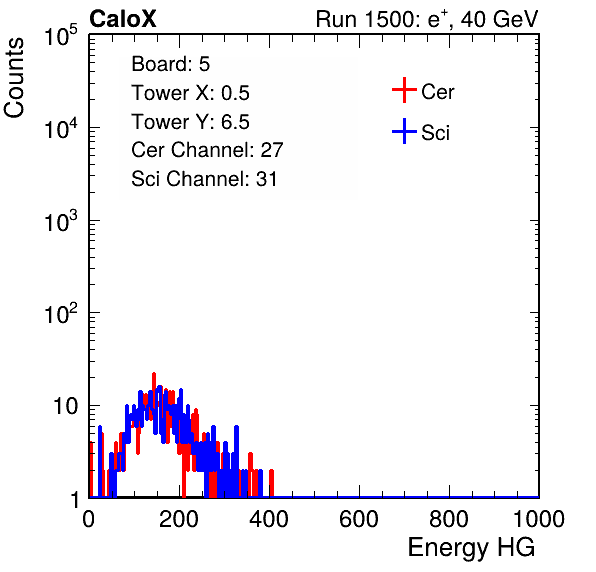 CaloX Run 1500: e⁺, 40 GeV
Counts
Board: 5
Tower X: 0.5
Tower Y: 6.5
Cer Channel: 27
Sci Channel: 31
Cer
Sci
10⁵
10⁴
10³
10²
10
1
0 200 400 600 800 1000
Energy HG